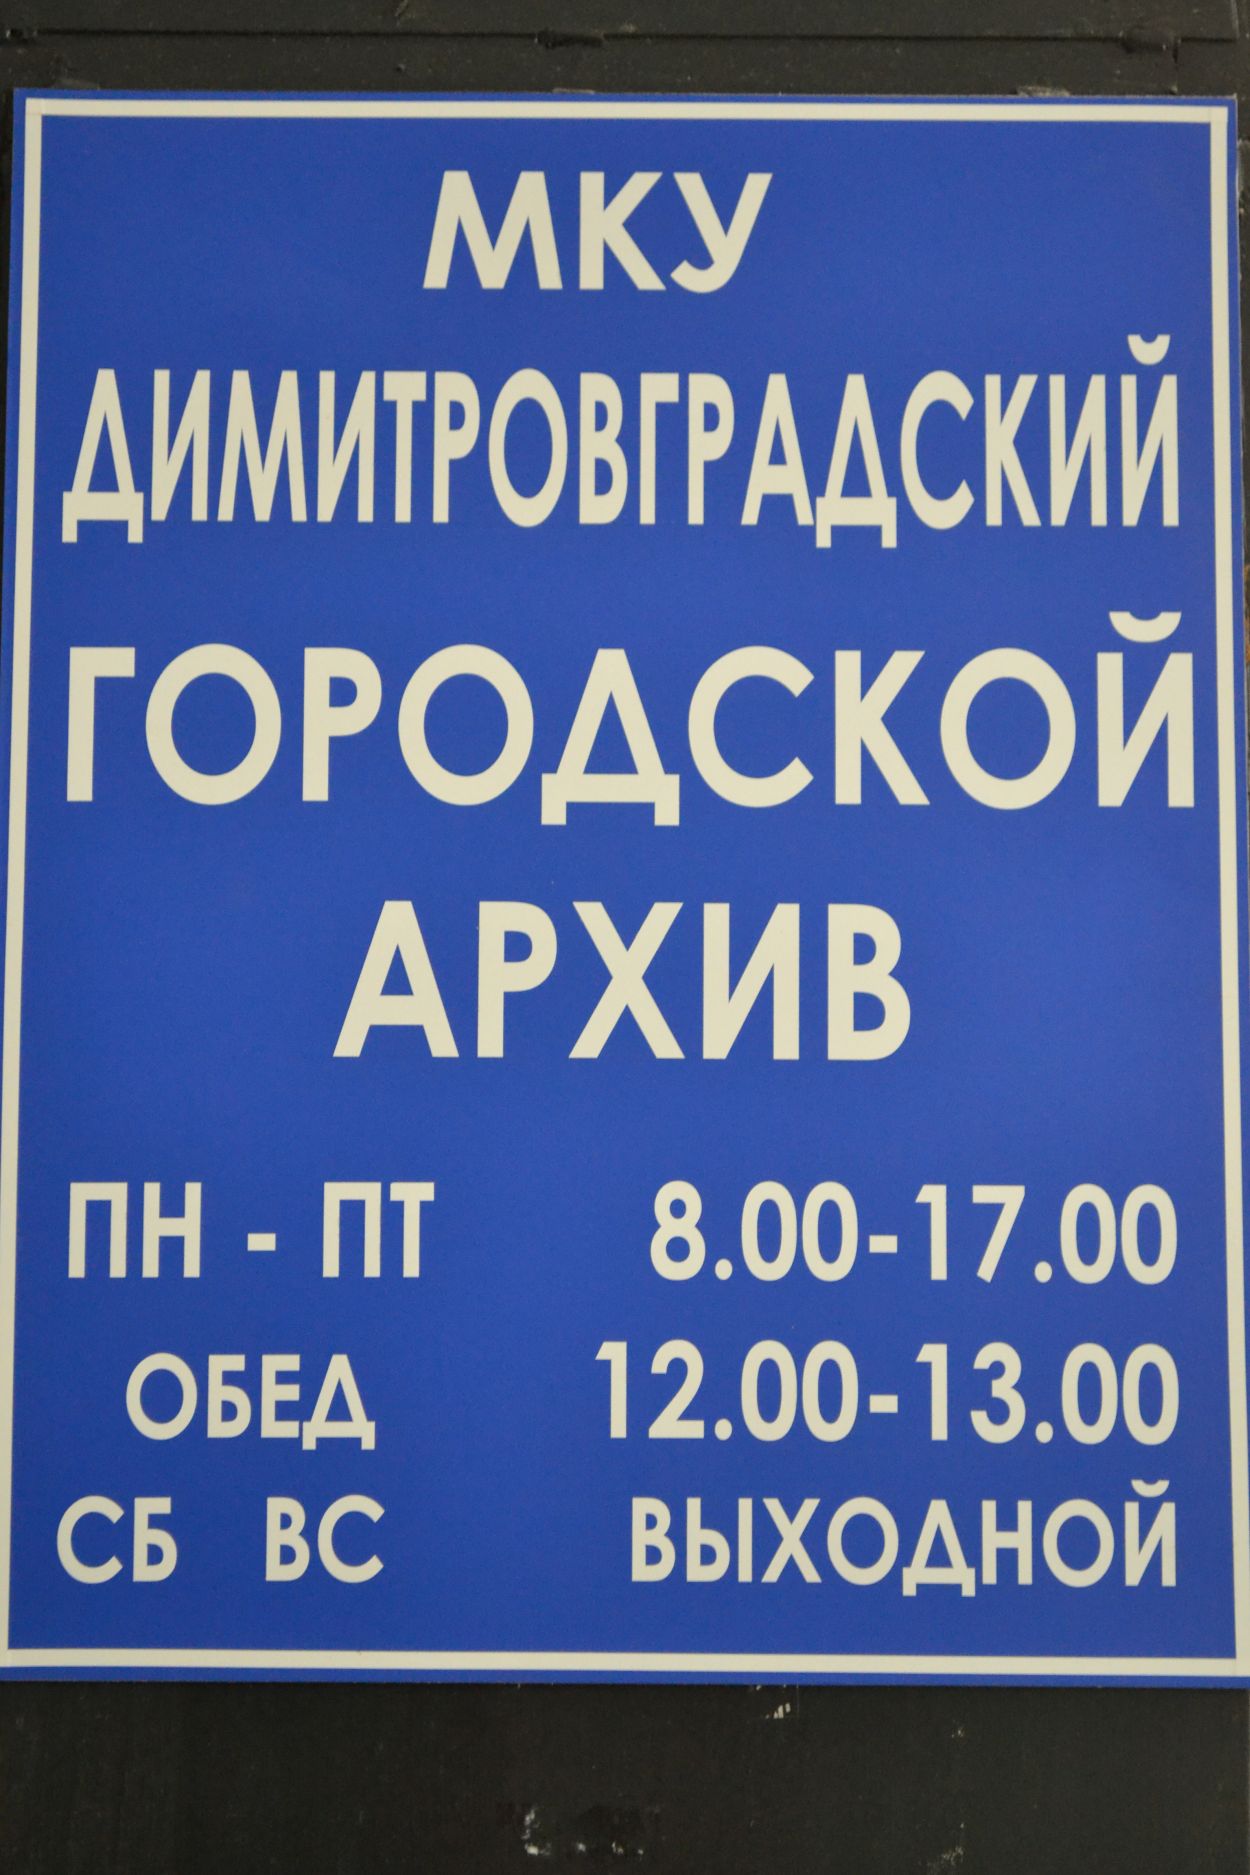 МКУ
ДИМИТРОВГРАДСКИЙ
ГОРОДСКОЙ
АРХИВ
ПН - ПТ 8.00-17.00
ОБЕД 12.00-13.00
СБ ВС ВЫХОДНОЙ